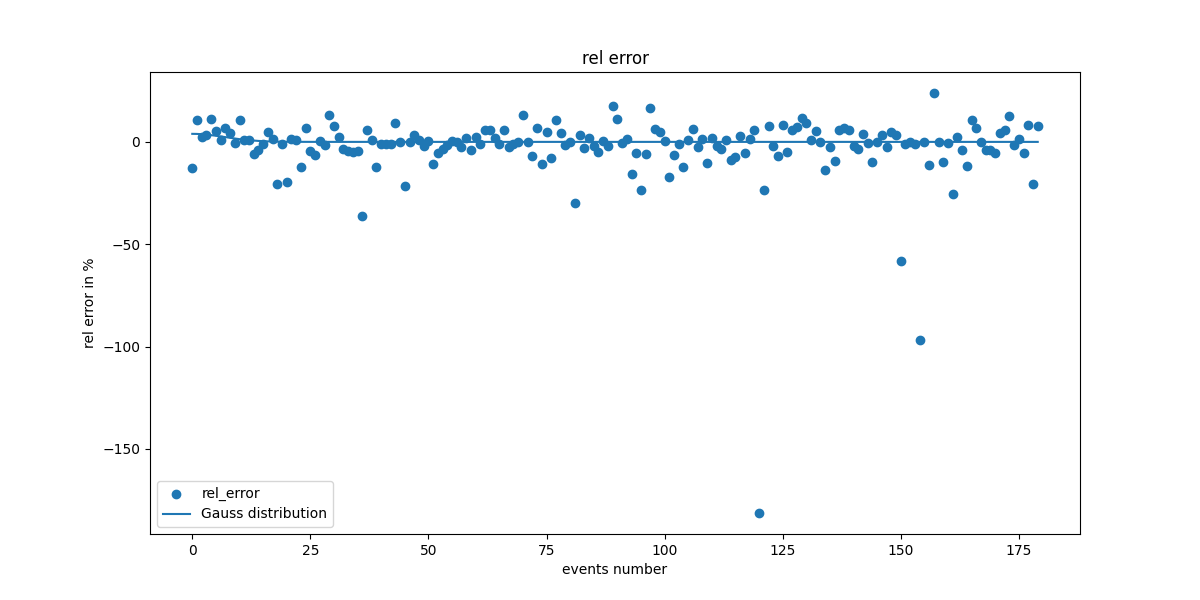 rel error
rel error in %
0
−50
−100
−150
rel_error
Gauss distribution
0 25 50 75 100 125 150 175
events number